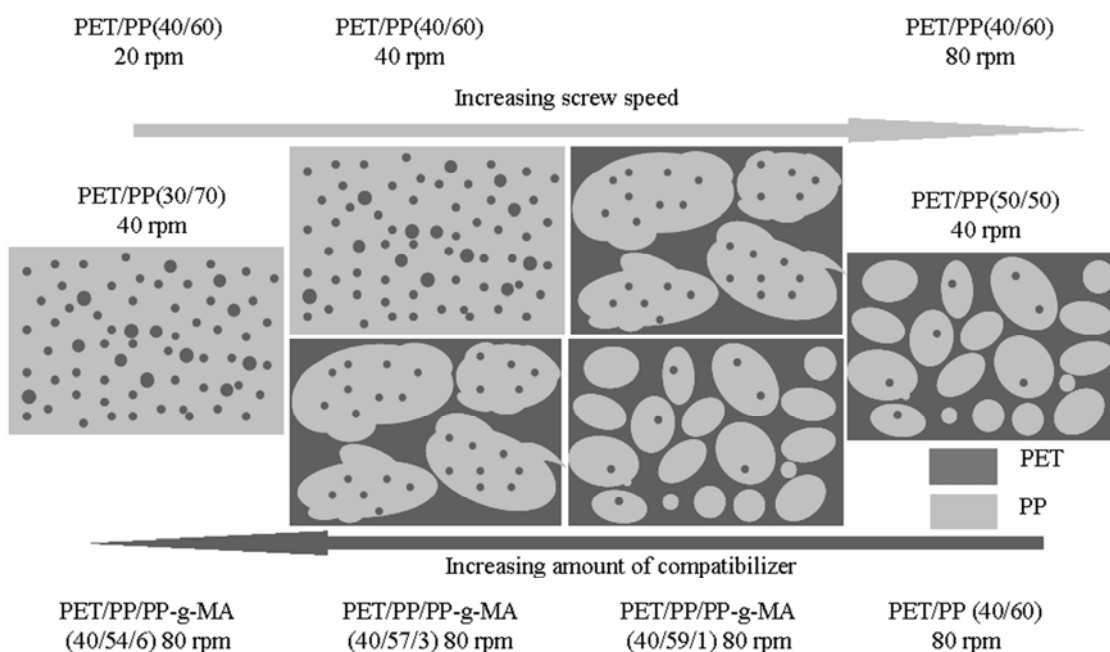 PET/PP(40/60)
20 rpm
PET/PP(40/60)
40 rpm
PET/PP(40/60)
80 rpm
Increasing screw speed
PET/PP(30/70)
40 rpm
PET/PP(50/50)
40 rpm
PET
PP
Increasing amount of compatibilizer
PET/PP/PP-g-MA
(40/54/6) 80 rpm
PET/PP/PP-g-MA
(40/57/3) 80 rpm
PET/PP/PP-g-MA
(40/59/1) 80 rpm
PET/PP (40/60)
80 rpm